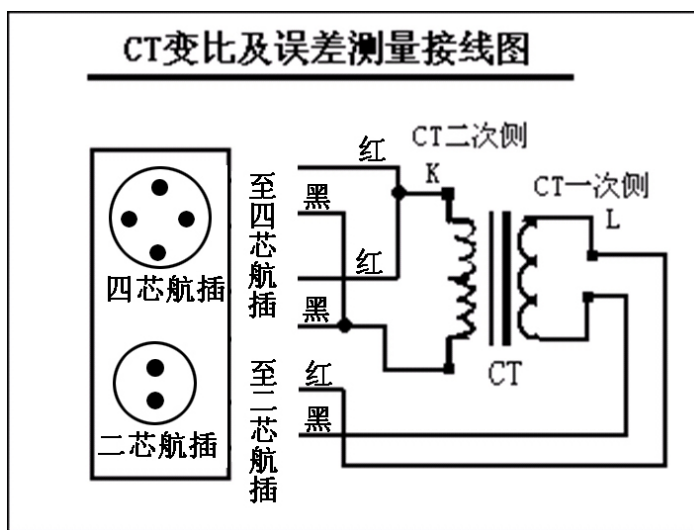 CT变比及误差测量接线图
四芯航插
二芯航插
至四芯航插
红
黑
红
黑
至二芯航插
红
黑
CT二次侧
K
CT一次侧
L
CT